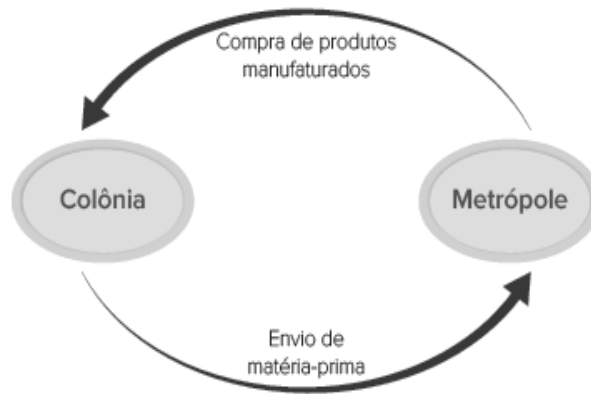 Compra de produtos
manufaturados
Colônia
Metrópole
Envio de
matéria-prima